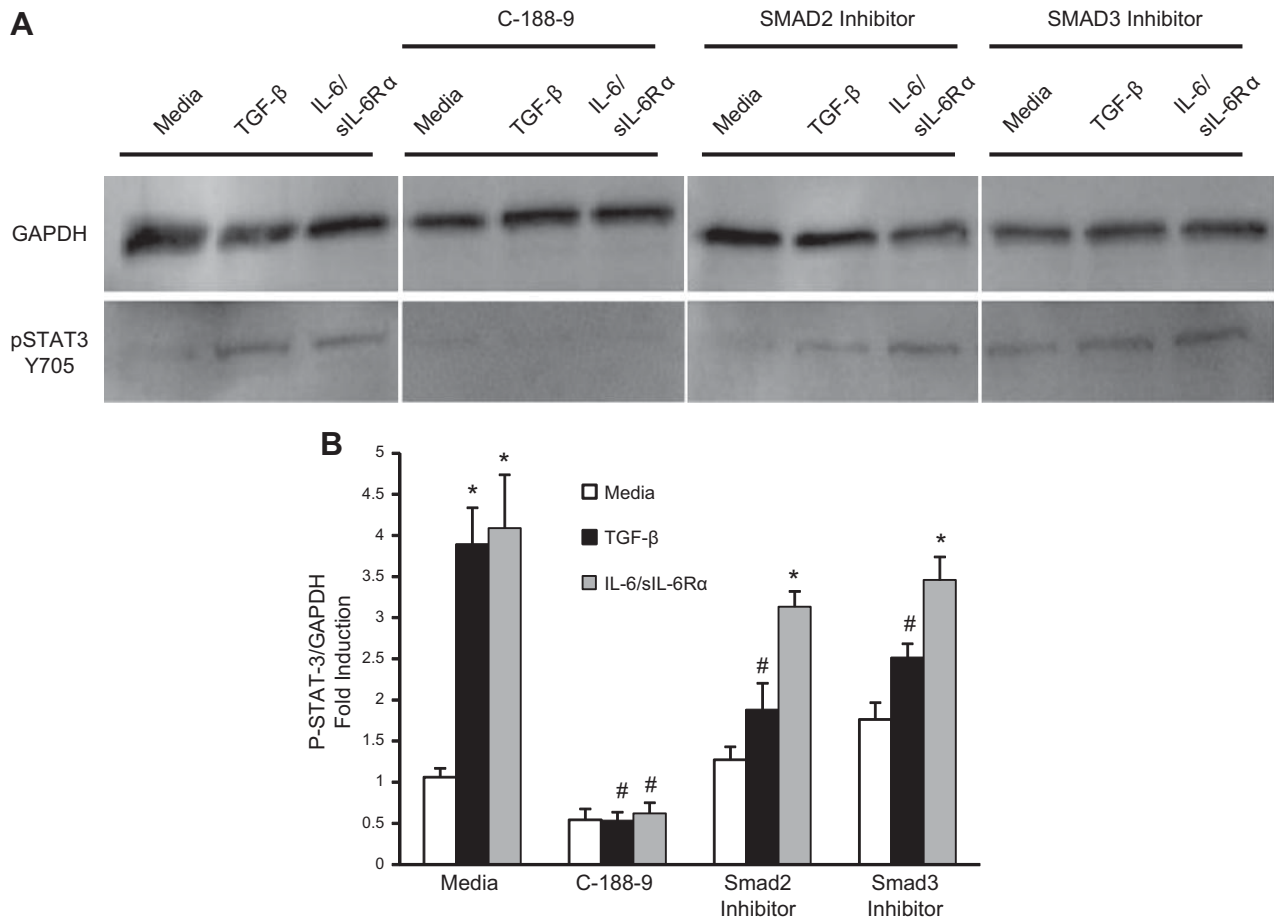 A
C-188-9
SMAD2 Inhibitor
SMAD3 Inhibitor
Media
TGF-β
IL-6/
sIL-6Rα
Media
TGF-β
IL-6/
sIL-6Rα
Media
TGF-β
IL-6/
sIL-6Rα
Media
TGF-β
IL-6/
sIL-6Rα
GAPDH
pSTAT3
Y705
B
P-STAT-3/GAPDH
Fold Induction
5
4.5
4
3.5
3
2.5
2
1.5
1
0.5
0
*
*
#
#
#
*
#
*
Media
TGF-β
IL-6/sIL-6Rα
Media
C-188-9
Smad2
Inhibitor
Smad3
Inhibitor